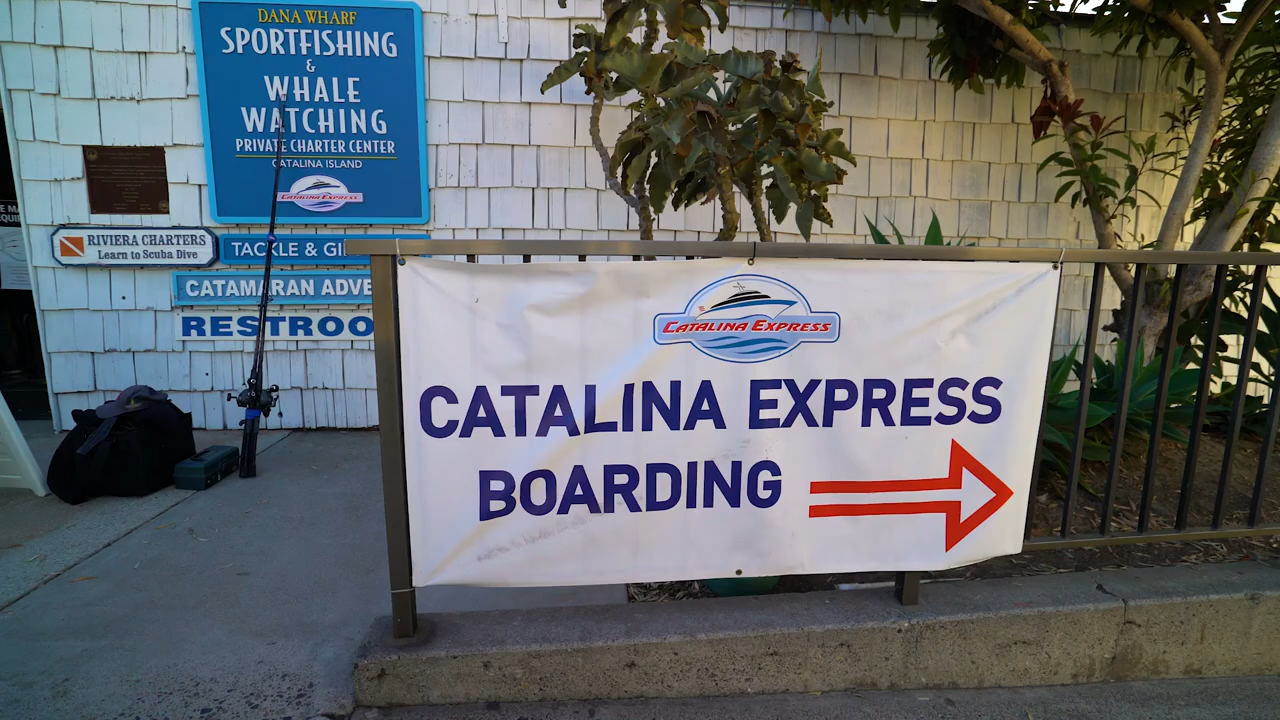 DANA WHARF
SPORTFISHING
&
WHALE
WATCHING
PRIVATE CHARTER CENTER
CATALINA ISLAND
CATALINA EXPRESS
RIVIERA CHARTERS
Learn to Scuba Dive
TACKLE & GI
CATAMARAN ADVE
RESTROO
CATALINA EXPRESS
CATALINA EXPRESS
BOARDING